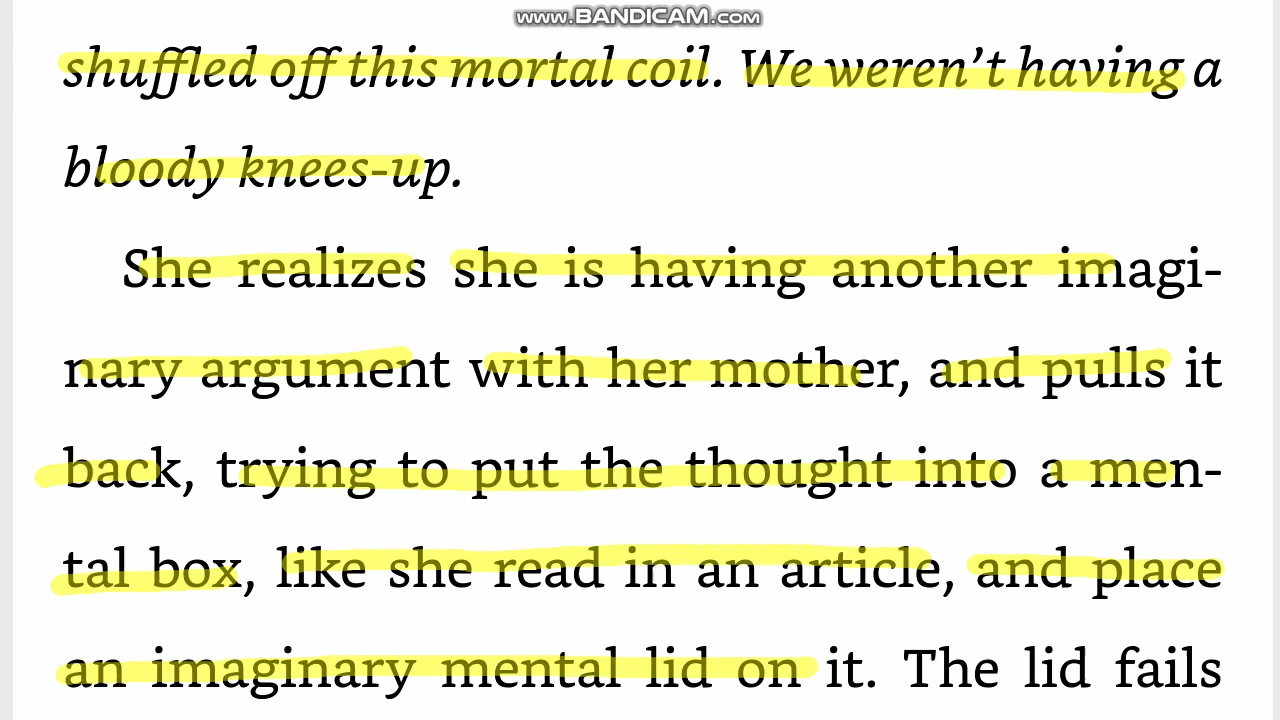 www.BANDICAM.com
shuffled off this mortal coil. We weren’t having a
bloody knees-up.
She realizes she is having another imagi-
nary argument with her mother, and pulls it
back, trying to put the thought into a men-
tal box, like she read in an article, and place
an imaginary mental lid on it. The lid fails